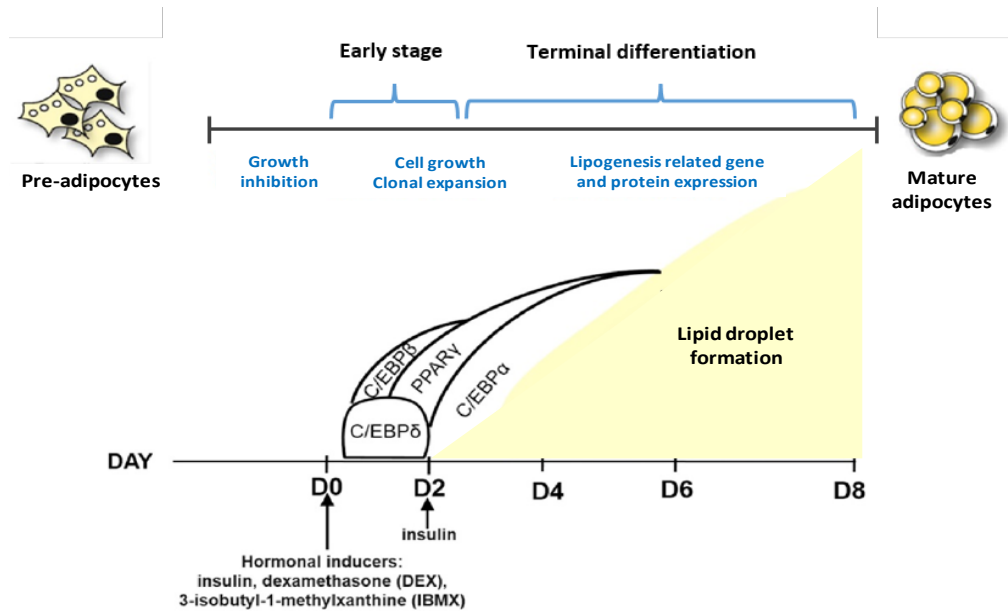 Early stage
Terminal differentiation
Pre-adipocytes
Growth
inhibition
Cell growth
Clonal expansion
Lipogenesis related gene
and protein expression
Mature
adipocytes
C/EBPβ
PPARγ
C/EBPα
C/EBPδ
Lipid droplet
formation
DAY
D0
D2
D4
D6
D8
insulin
Hormonal inducers:
insulin, dexamethasone (DEX),
3-isobutyl-1-methylxanthine (IBMX)